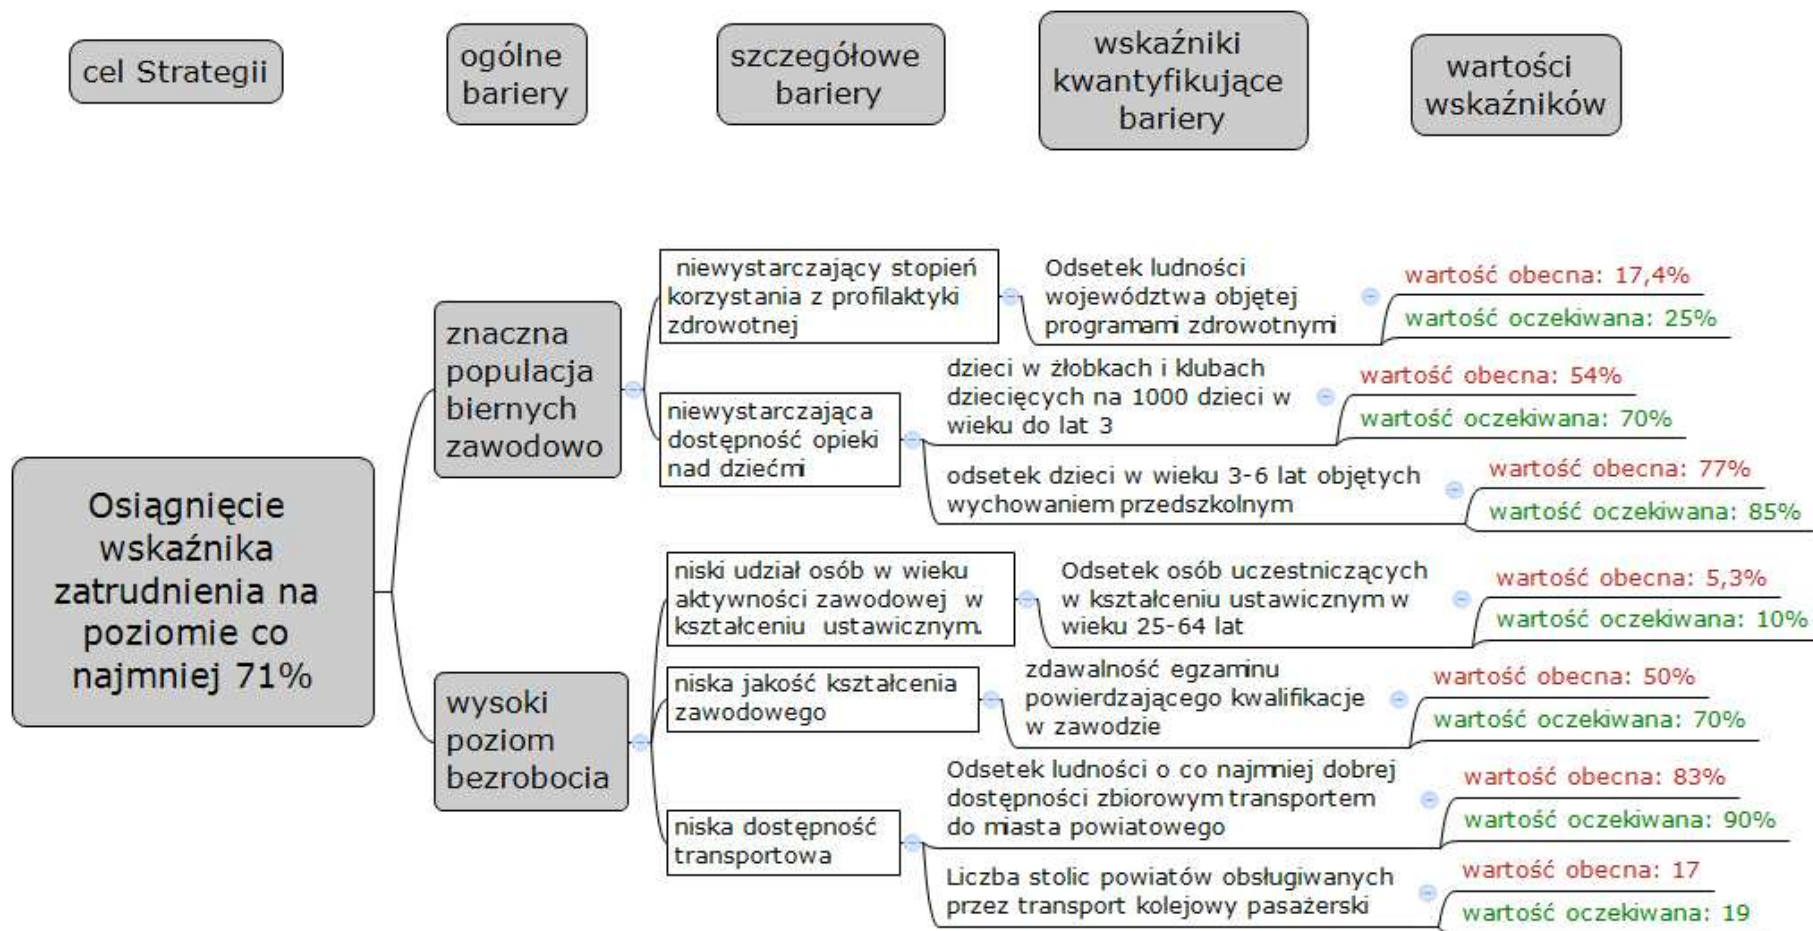 cel Strategii
ogólne
bariery
szczegółowe
bariery
wskaźniki
kwantyfikujące
bariery
wartości
wskaźników
Osiągnięcie
wskaźnika
zatrudnienia na
poziomie co
najmniej 71%
znaczna
populacja
biernych
zawodowo
niewystarczający stopień
korzystania z profilaktyki
zdrowotnej
Odsetek ludności
województwa objętej
programami zdrowotnymi
wartość obecna: 17,4%
wartość oczekiwana: 25%
niewystarczająca
dostępność opieki
nad dziećmi
dzieci w żłobkach i klubach
dziecięcych na 1000 dzieci w
wieku do lat 3
wartość obecna: 54%
wartość oczekiwana: 70%
odsetek dzieci w wieku 3-6 lat objętych
wychowaniem przedszkolnym
wartość obecna: 77%
wartość oczekiwana: 85%
wysoki
poziom
bezrobocia
niski udział osób w wieku
aktywności zawodowej w
kształceniu ustawicznym.
Odsetek osób uczestniczących
w kształceniu ustawicznym w
wieku 25-64 lat
wartość obecna: 5,3%
wartość oczekiwana: 10%
niska jakość kształcenia
zawodowego
zdawalność egzaminu
powierdzającego kwalifikacje
w zawodzie
wartość obecna: 50%
wartość oczekiwana: 70%
niska dostępność
transportowa
Odsetek ludności o co najmniej dobrej
dostępności zbiorowym transportem
do miasta powiatowego
wartość obecna: 83%
wartość oczekiwana: 90%
Liczba stolic powiatów obsługiwanych
przez transport kolejowy pasażerski
wartość obecna: 17
wartość oczekiwana: 19